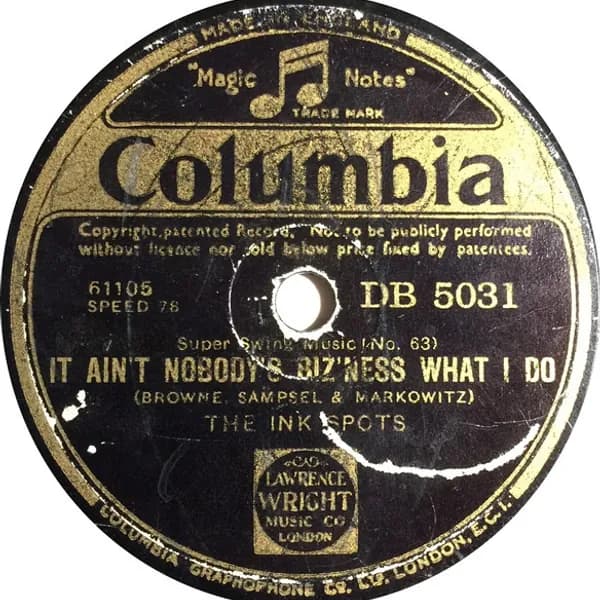 MADE IN ENGLAND
"Magic Notes"
TRADE MARK
Columbia
Copyright, patented Record. Not to be publicly performed
without licence nor sold below price fixed by patentees.
61105
SPEED 78
DB 5031
Super Swing Music (No. 63)
IT AIN'T NOBODY'S BIZ'NESS WHAT I DO
(BROWNE, SAMPSEL & MARKOWITZ)
THE INK SPOTS
LAWRENCE
WRIGHT
MUSIC CO
LONDON
COLUMBIA GRAPHOPHONE CO. LTD. LONDON, E.C.1.